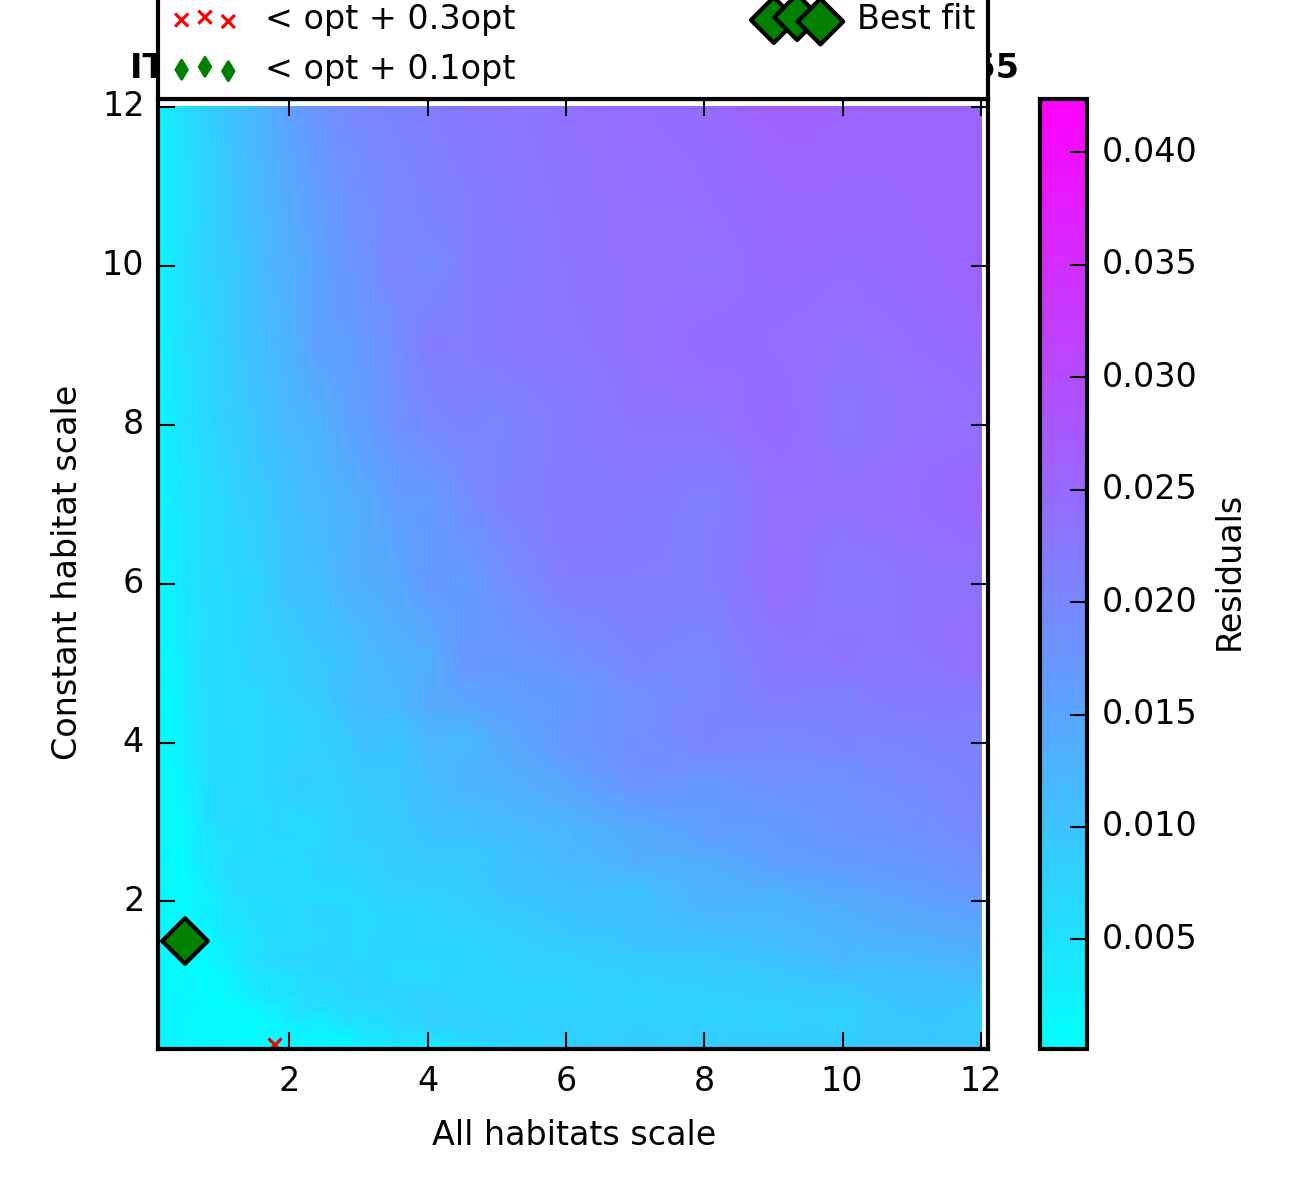 < opt + 0.3opt
Best fit
< opt + 0.1opt
12
10
8
6
4
2
Constant habitat scale
2 4 6 8 10 12
All habitats scale
0.040
0.035
0.030
0.025
0.020
0.015
0.010
0.005
Residuals